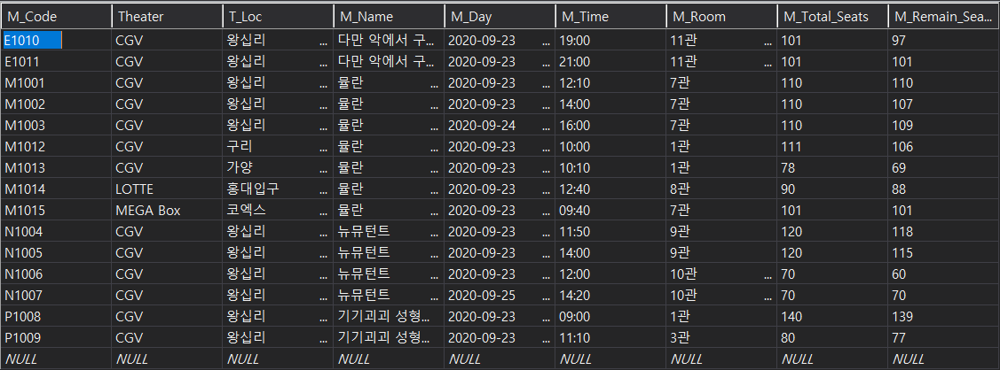 M_Code Theater T_Loc M_Name M_Day M_Time M_Room M_Total_Seats M_Remain_Sea...
E1010 CGV 왕십리 ... 다만 악에서 구... 2020-09-23 ... 19:00 11관 ... 101 97
E1011 CGV 왕십리 ... 다만 악에서 구... 2020-09-23 ... 21:00 11관 ... 101 101
M1001 CGV 왕십리 ... 뮬란 ... 2020-09-23 ... 12:10 7관 110 110
M1002 CGV 왕십리 ... 뮬란 ... 2020-09-23 ... 14:00 7관 110 107
M1003 CGV 왕십리 ... 뮬란 ... 2020-09-24 ... 16:00 7관 110 109
M1012 CGV 구리 ... 뮬란 ... 2020-09-23 ... 10:00 1관 111 106
M1013 CGV 가양 ... 뮬란 ... 2020-09-23 ... 10:10 1관 78 69
M1014 LOTTE 홍대입구 ... 뮬란 ... 2020-09-23 ... 12:40 8관 90 88
M1015 MEGA Box 코엑스 ... 뮬란 ... 2020-09-23 ... 09:40 7관 101 101
N1004 CGV 왕십리 ... 뉴뮤턴트 ... 2020-09-23 ... 11:50 9관 120 118
N1005 CGV 왕십리 ... 뉴뮤턴트 ... 2020-09-23 ... 14:00 9관 120 115
N1006 CGV 왕십리 ... 뉴뮤턴트 ... 2020-09-23 ... 12:00 10관 ... 70 60
N1007 CGV 왕십리 ... 뉴뮤턴트 ... 2020-09-25 ... 14:20 10관 ... 70 70
P1008 CGV 왕십리 ... 기기괴괴 성형... 2020-09-23 ... 09:00 1관 140 139
P1009 CGV 왕십리 ... 기기괴괴 성형... 2020-09-23 ... 11:10 3관 80 77
NULL NULL NULL NULL NULL NULL NULL NULL NULL